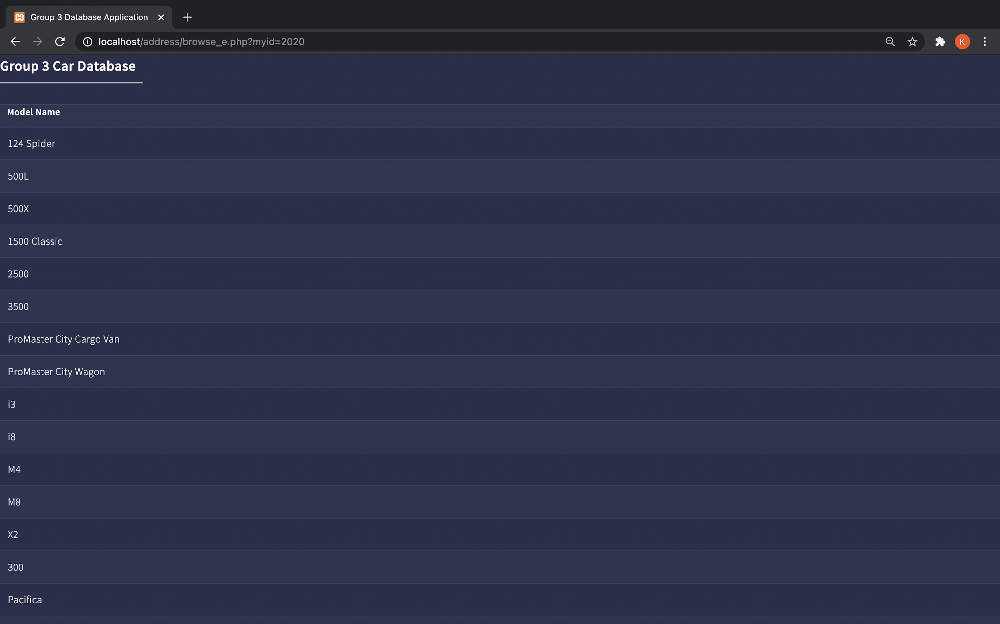 Group 3 Database Application
localhost/address/browse_e.php?myid=2020
K
Group 3 Car Database
Model Name
124 Spider
500L
500X
1500 Classic
2500
3500
ProMaster City Cargo Van
ProMaster City Wagon
i3
i8
M4
M8
X2
300
Pacifica